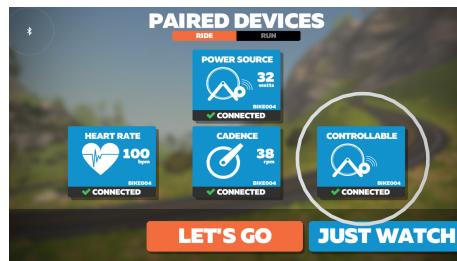 PAIRED DEVICES
RIDE RUN
POWER SOURCE
32
watts
BIKE004
CONNECTED
HEART RATE
100
bpm
BIKE004
CONNECTED
CADENCE
38
rpm
BIKE004
CONNECTED
CONTROLLABLE
BIKE004
CONNECTED
LET'S GO
JUST WATCH